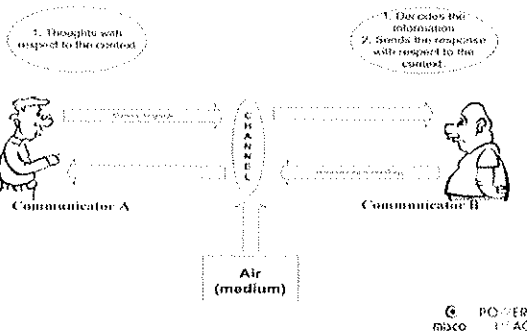 1. Thoughts with
respect to the context
1. Decodes the
information
2. Sends the response
with respect to the
context.
CHANNEL
Communicator A
Communicator B
Air
(medium)